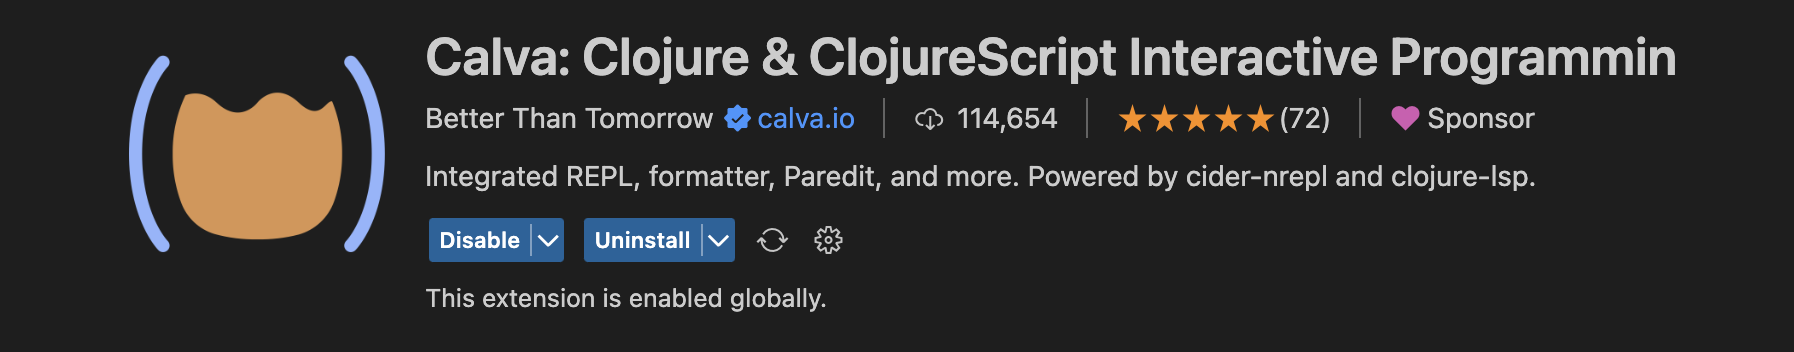 Calva: Clojure & ClojureScript Interactive Programmin
Better Than Tomorrow calva.io 114,654 (72) Sponsor
Integrated REPL, formatter, Paredit, and more. Powered by cider-nrepl and clojure-lsp.
Disable Uninstall
This extension is enabled globally.